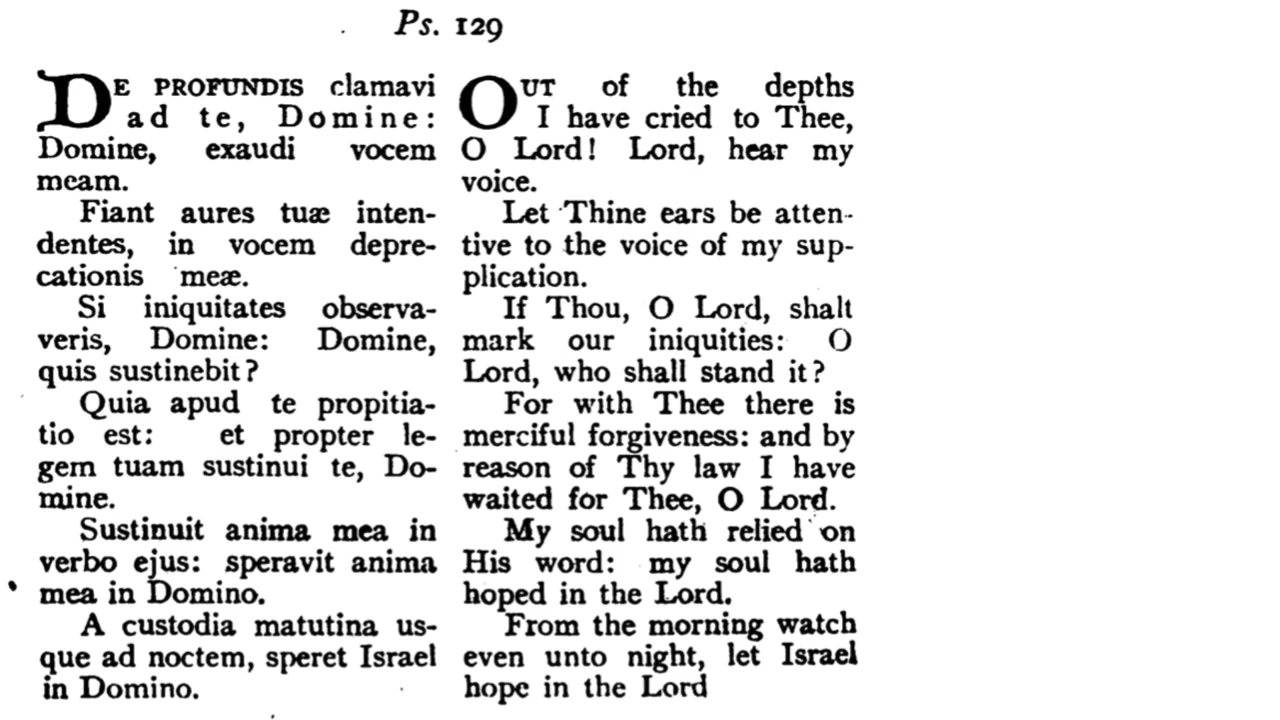 Ps. 129
DE PROFUNDIS clamavi
ad te, Domine:
Domine, exaudi vocem
meam.
Fiant aures tuæ inten-
dentes, in vocem depre-
cationis meæ.
Si iniquitates observa-
veris, Domine: Domine,
quis sustinebit?
Quia apud te propitia-
tio est: et propter le-
gem tuam sustinui te, Do-
mine.
Sustinuit anima mea in
verbo ejus: speravit anima
mea in Domino.
A custodia matutina us-
que ad noctem, speret Israel
in Domino.
OUT of the depths
I have cried to Thee,
O Lord! Lord, hear my
voice.
Let Thine ears be atten-
tive to the voice of my sup-
plication.
If Thou, O Lord, shalt
mark our iniquities: O
Lord, who shall stand it?
For with Thee there is
merciful forgiveness: and by
reason of Thy law I have
waited for Thee, O Lord.
My soul hath relied on
His word: my soul hath
hoped in the Lord.
From the morning watch
even unto night, let Israel
hope in the Lord